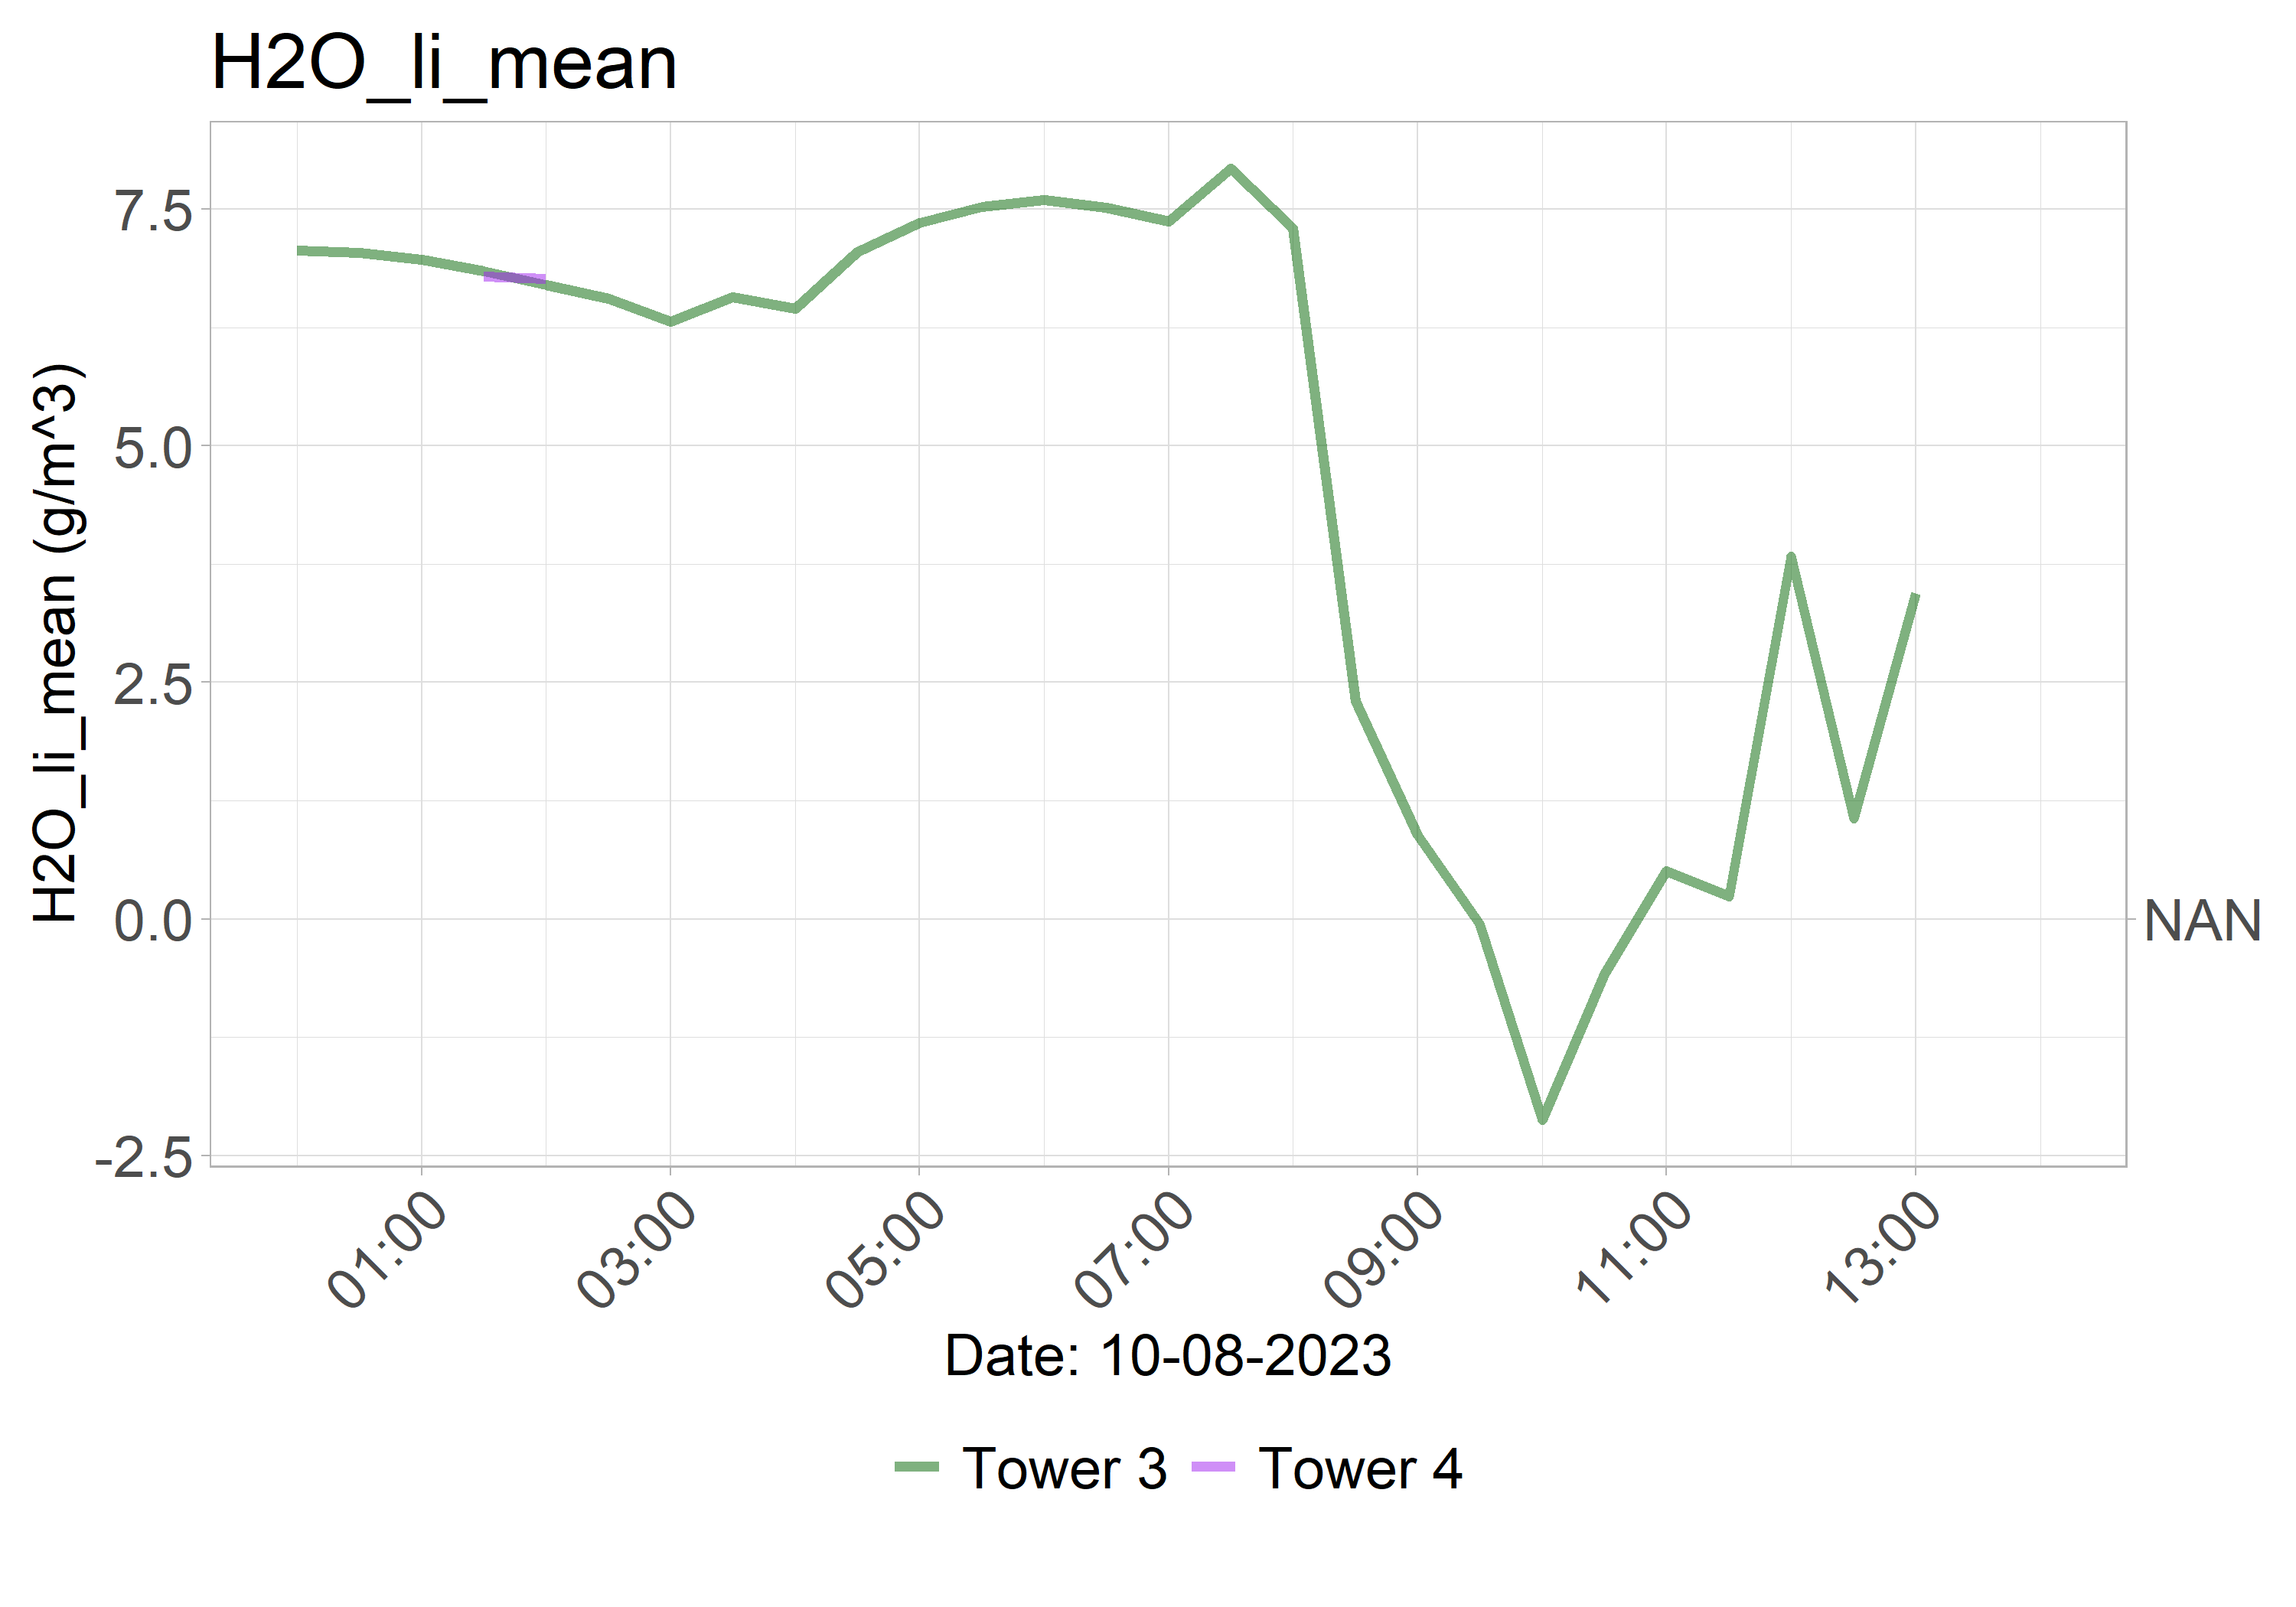 H2O_li_mean
H2O_li_mean (g/m^3)
7.5
5.0
2.5
0.0
-2.5
NAN
01:00
03:00
05:00
07:00
09:00
11:00
13:00
Date: 10-08-2023
Tower 3
Tower 4